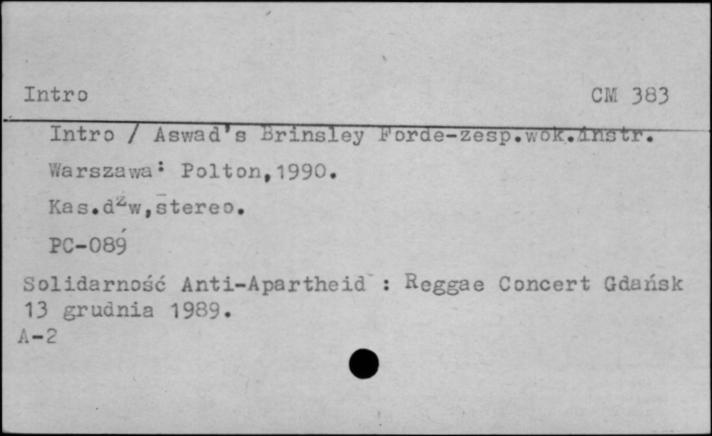 Intro CM 383
Intro / Aswad's Brinsley Forde-zesp.wok.instr.
Warszawa: Polton,1990.
Kas.dźw,stereo.
PC-089
Solidarność Anti-Apartheid : Reggae Concert Gdańsk
13 grudnia 1989.
A-2